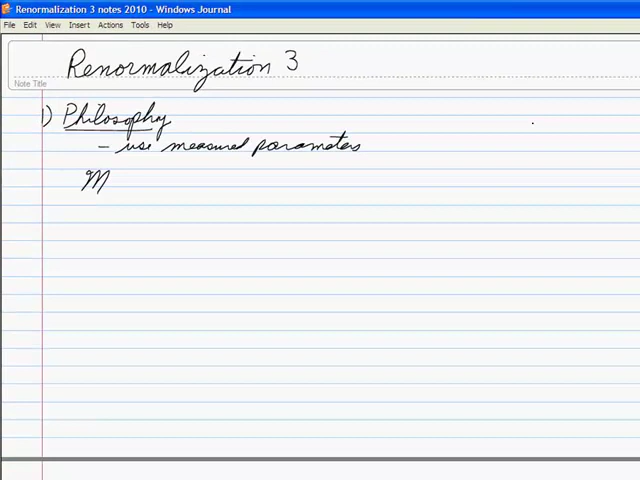 Renormalization 3 notes 2010 - Windows Journal
File Edit View Insert Actions Tools Help
Renormalization 3
Note Title
1) Philosophy
- use measured parameters
M